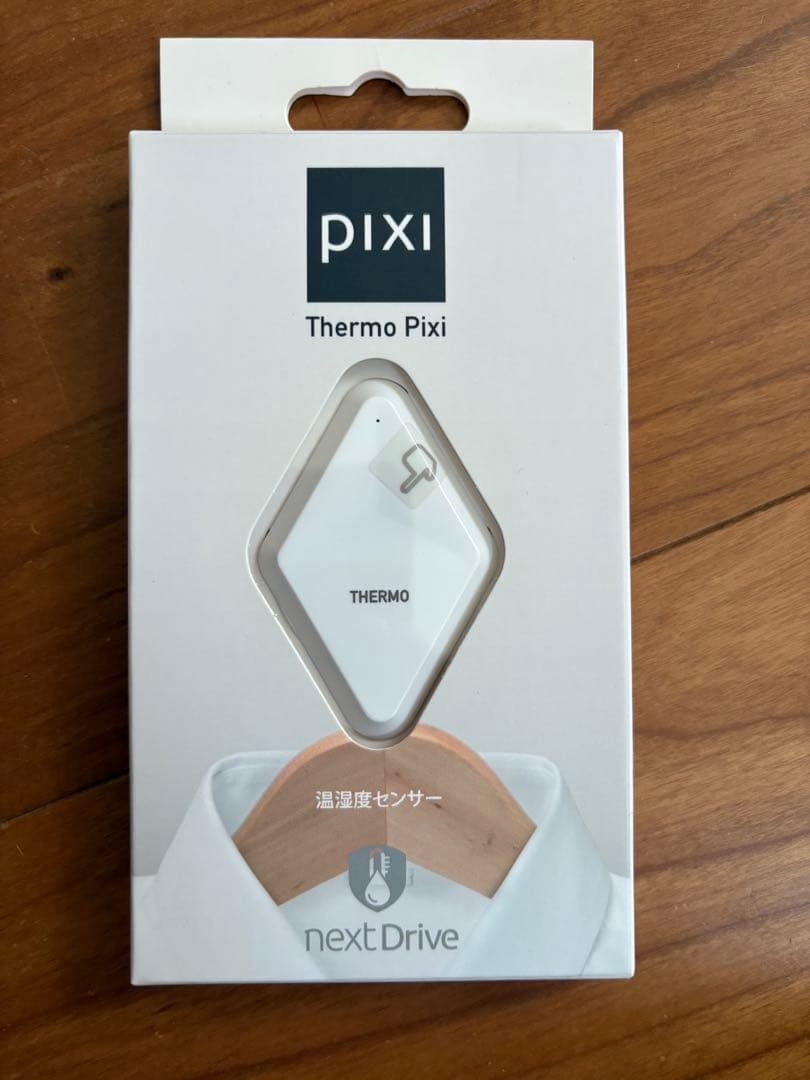 pixi
Thermo Pixi
THERMO
温湿度センサー
nextDrive